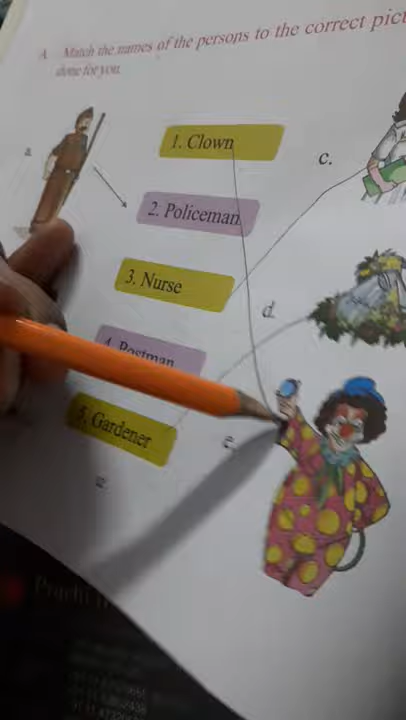 A. Match the names of the persons to the correct
done for you.
a.
1. Clown
c.
2. Policeman
3. Nurse
d.
4. Postman
5. Gardener
e.